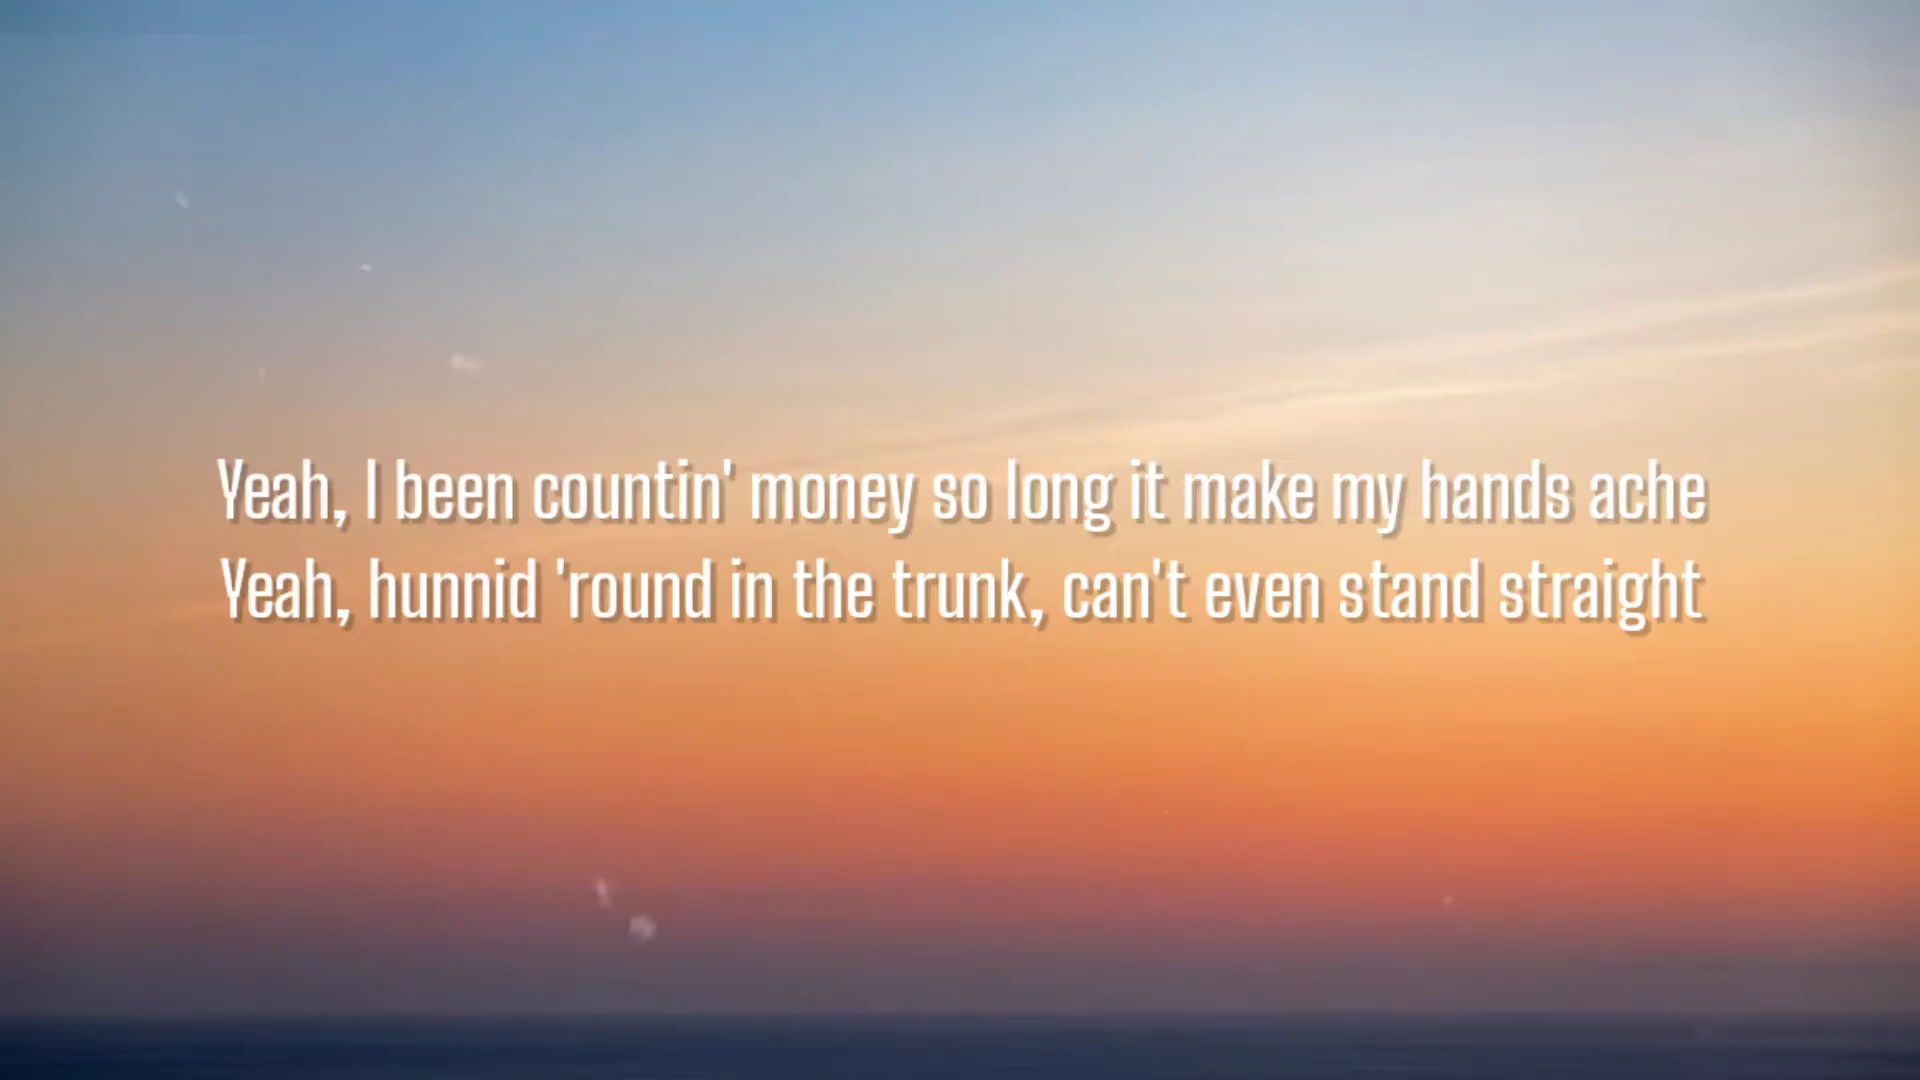 Yeah, I been countin' money so long it make my hands ache
Yeah, hunnid 'round in the trunk, can't even stand straight